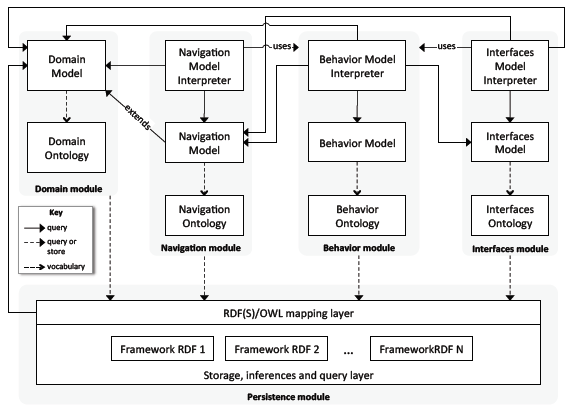 Domain
Model
Navigation
Model
Interpreter
uses
Behavior Model
Interpreter
uses
Interfaces
Model
Interpreter
extends
Domain
Ontology
Navigation
Model
Behavior Model
Interfaces
Model
Domain module
Navigation
Ontology
Behavior
Ontology
Interfaces
Ontology
Navigation module
Behavior module
Interfaces module
Key
query
query or
store
vocabulary
RDF(S)/OWL mapping layer
Framework RDF 1
Framework RDF 2
...
FrameworkRDF N
Storage, inferences and query layer
Persistence module